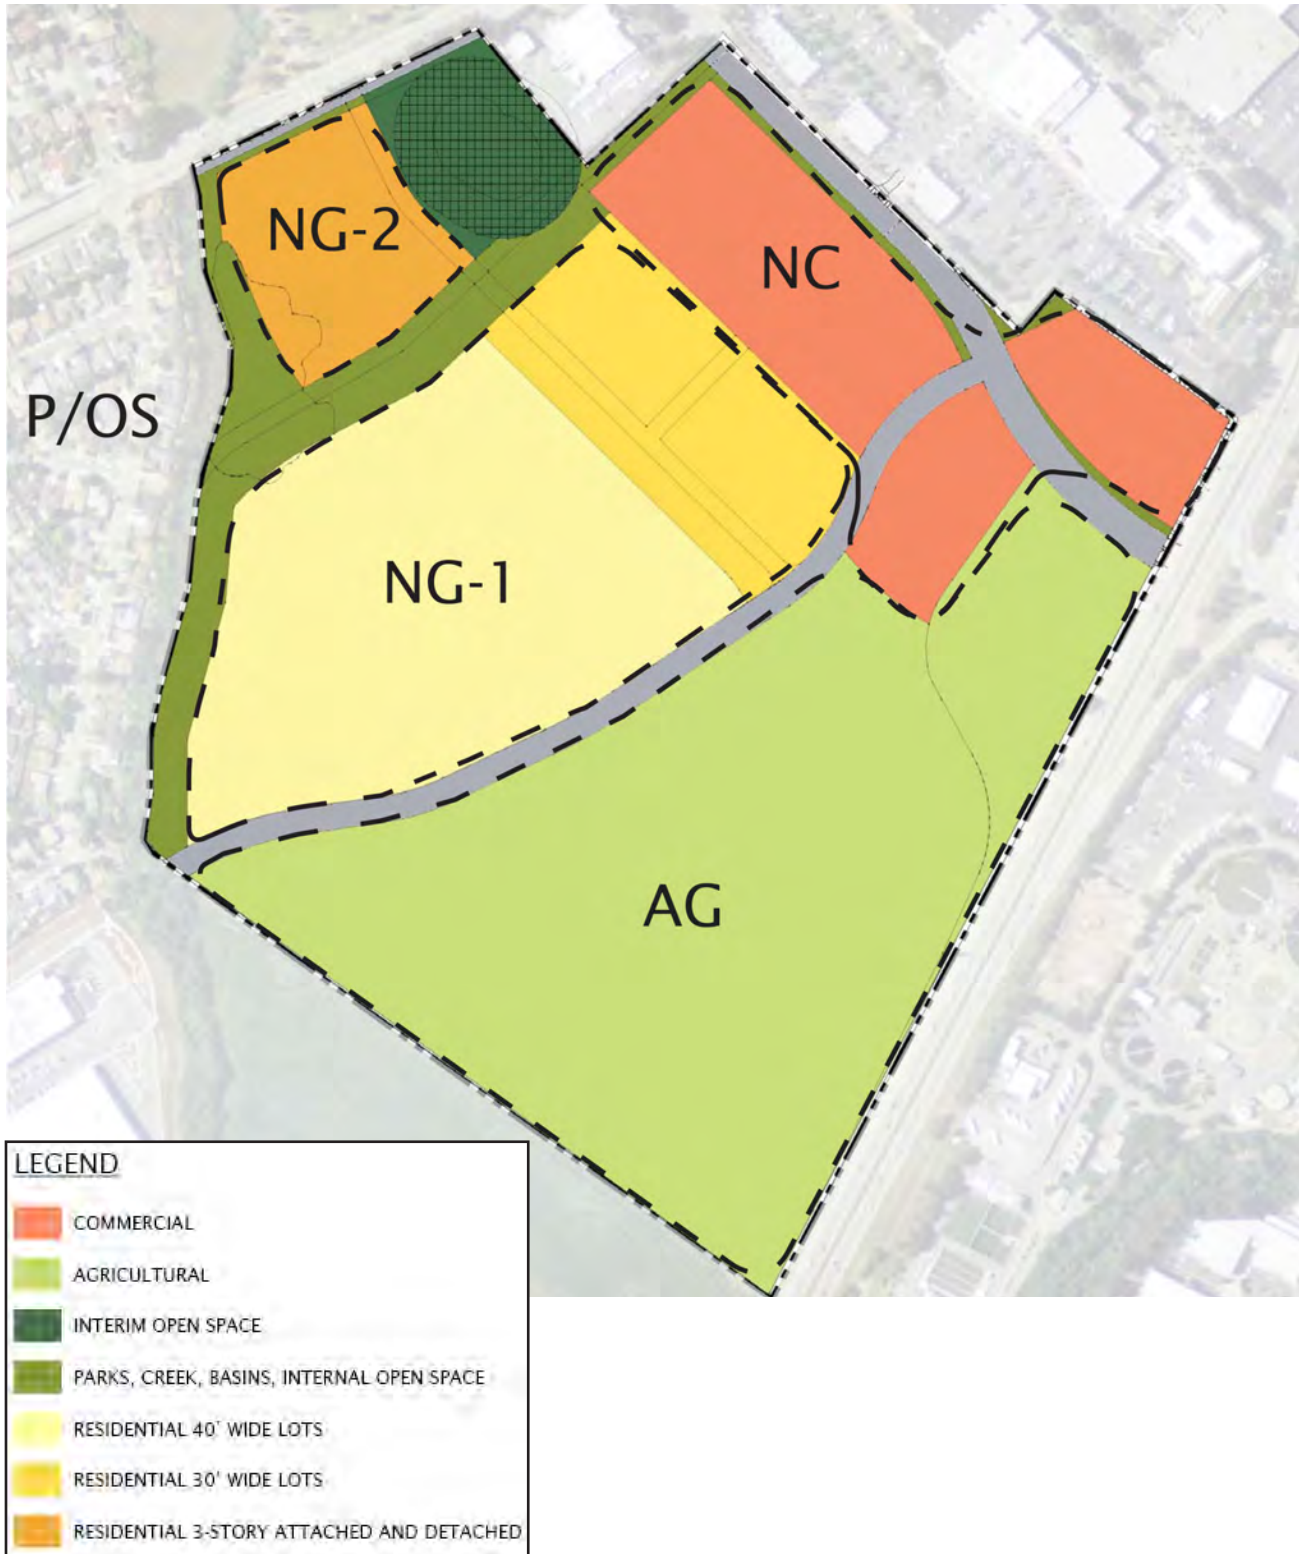 NG-2
NC
P/OS
NG-1
AG
LEGEND
COMMERCIAL
AGRICULTURAL
INTERIM OPEN SPACE
PARKS, CREEK, BASINS, INTERNAL OPEN SPACE
RESIDENTIAL 40' WIDE LOTS
RESIDENTIAL 30' WIDE LOTS
RESIDENTIAL 3-STORY ATTACHED AND DETACHED